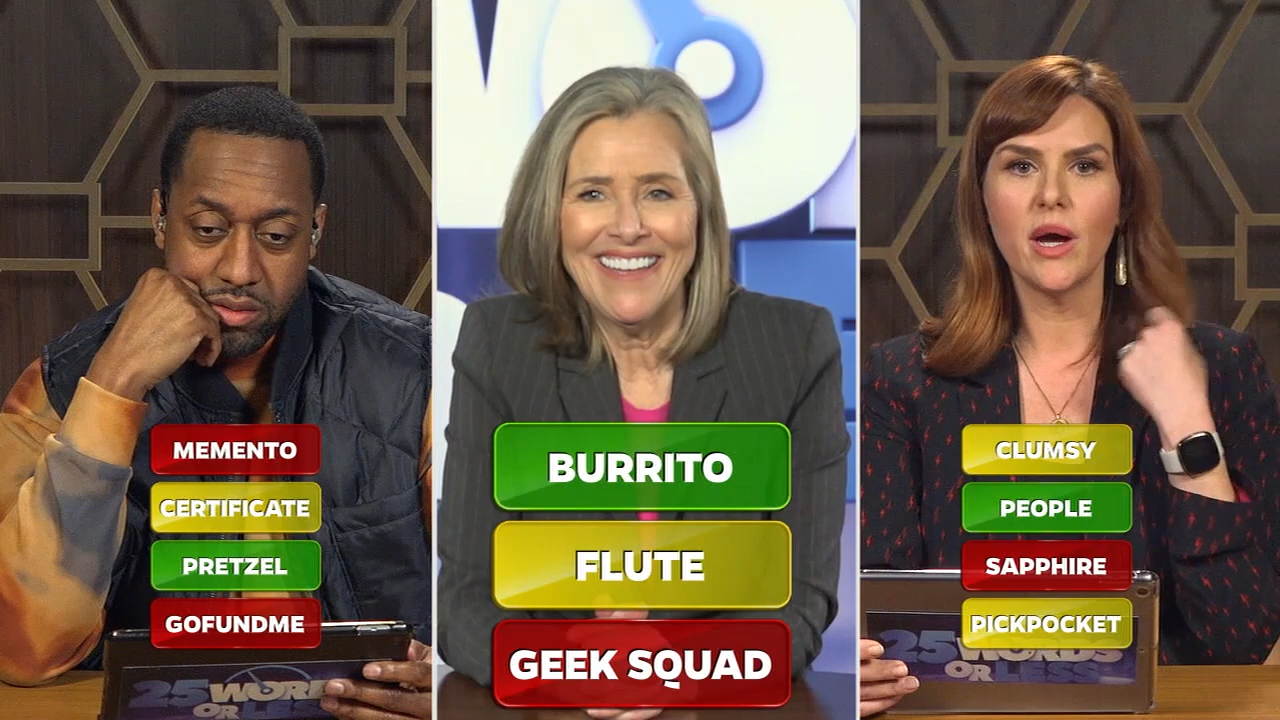 MEMENTO
CERTIFICATE
PRETZEL
GOFUNDME
25 WORDS
OR LESS
BURRITO
FLUTE
GEEK SQUAD
CLUMSY
PEOPLE
SAPPHIRE
PICKPOCKET
25 WORDS
OR LESS